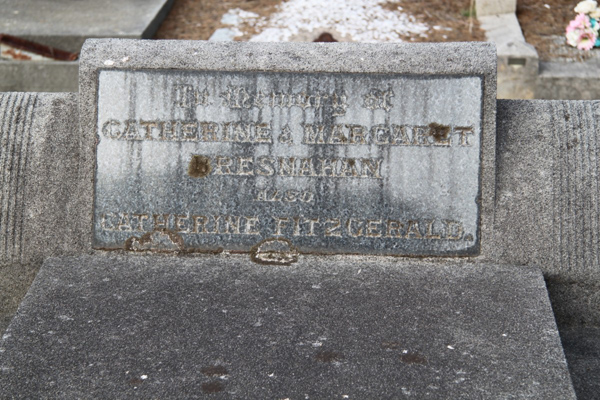 In Memory of
CATHERINE & MARGARET
BRESNAHAN
ALSO
CATHERINE FITZGERALD.